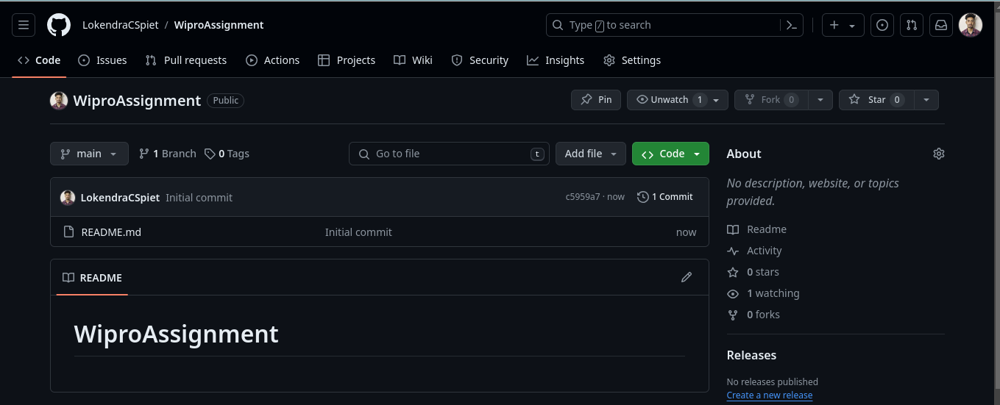 LokendraCSpiet / WiproAssignment
Type / to search
Code Issues Pull requests Actions Projects Wiki Security Insights Settings
WiproAssignment Public
Pin Unwatch 1 Fork 0 Star 0
main 1 Branch 0 Tags
Go to file t Add file Code
LokendraCSpiet Initial commit c5959a7 · now 1 Commit
README.md Initial commit now
README
WiproAssignment
About
No description, website, or topics
provided.
Readme
Activity
0 stars
1 watching
0 forks
Releases
No releases published
Create a new release